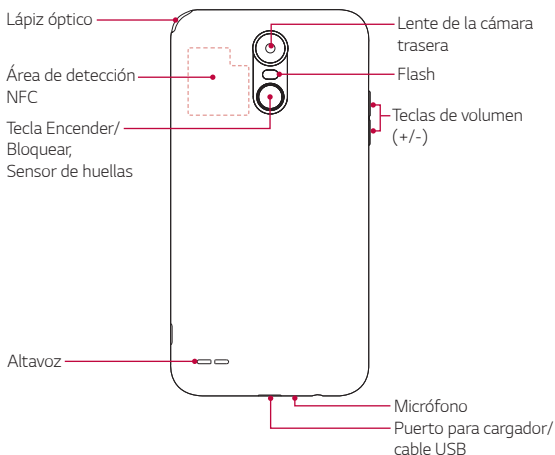 Lápiz óptico
Área de detección
NFC
Tecla Encender/
Bloquear,
Sensor de huellas
Altavoz
Lente de la cámara
trasera
Flash
Teclas de volumen
(+/-)
Micrófono
Puerto para cargador/
cable USB